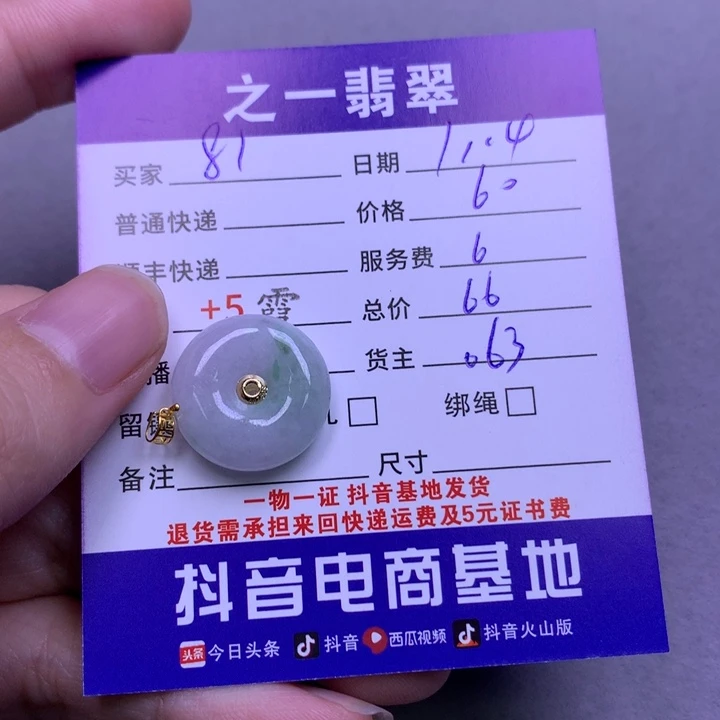 之一翡翠
买家 81 日期 11.4
普通快递 价格 60
顺丰快递 服务费 6
+5 霞 总价 66
播 货主 .063
留 绑绳
备注 尺寸
一物一证 抖音基地发货
退货需承担来回快递运费及5元证书费
抖音电商基地
头条 今日头条 抖音 西瓜视频 抖音火山版